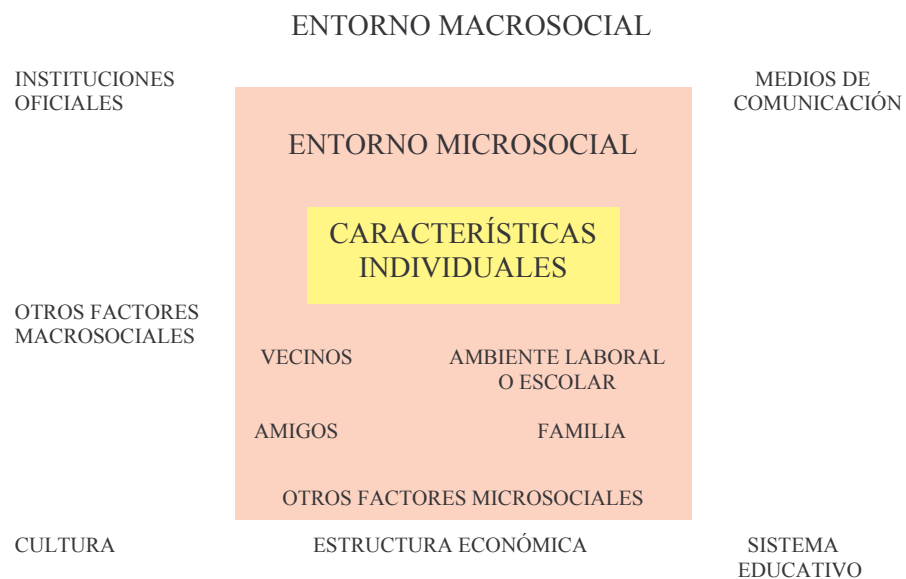 ENTORNO MACROSOCIAL
INSTITUCIONES
OFICIALES
MEDIOS DE
COMUNICACIÓN
ENTORNO MICROSOCIAL
CARACTERÍSTICAS
INDIVIDUALES
OTROS FACTORES
MACROSOCIALES
VECINOS
AMBIENTE LABORAL
O ESCOLAR
AMIGOS
FAMILIA
OTROS FACTORES MICROSOCIALES
CULTURA
ESTRUCTURA ECONÓMICA
SISTEMA
EDUCATIVO